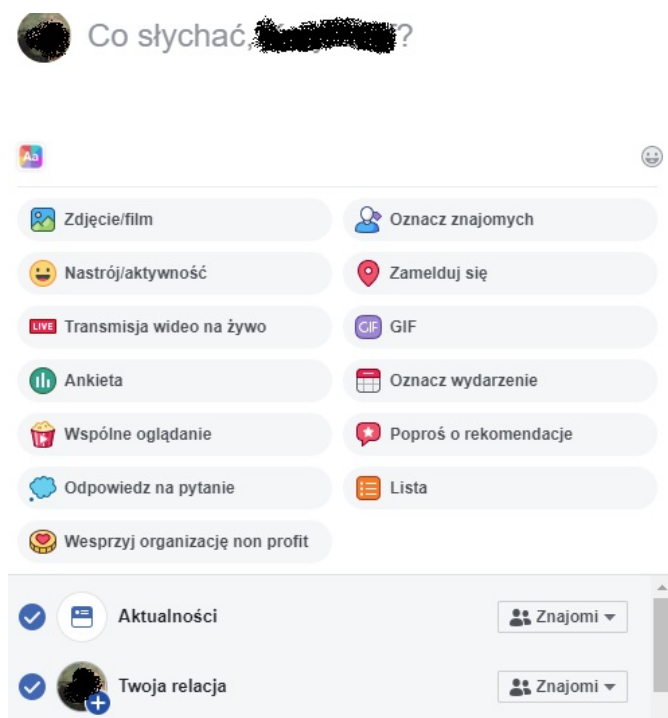 Co słychać, ?
Aa
Zdjęcie/film
Oznacz znajomych
Nastrój/aktywność
Zamelduj się
LIVE Transmisja wideo na żywo
GIF GIF
Ankieta
Oznacz wydarzenie
Wspólne oglądanie
Poproś o rekomendacje
Odpowiedz na pytanie
Lista
Wesprzyj organizację non profit
Aktualności
Znajomi
Twoja relacja
Znajomi